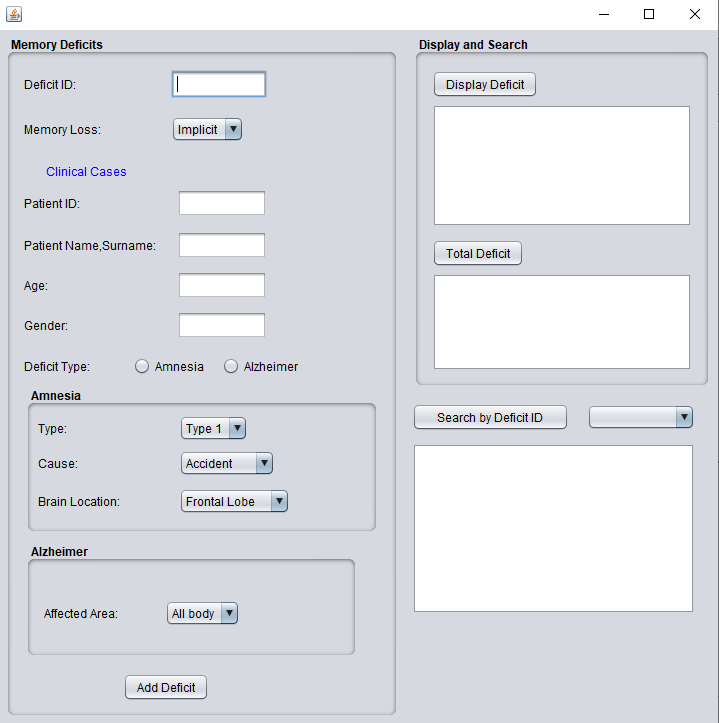 Memory Deficits
Deficit ID:
Memory Loss: Implicit
Clinical Cases
Patient ID:
Patient Name,Surname:
Age:
Gender:
Deficit Type: Amnesia Alzheimer
Amnesia
Type: Type 1
Cause: Accident
Brain Location: Frontal Lobe
Alzheimer
Affected Area: All body
Add Deficit
Display and Search
Display Deficit
Total Deficit
Search by Deficit ID